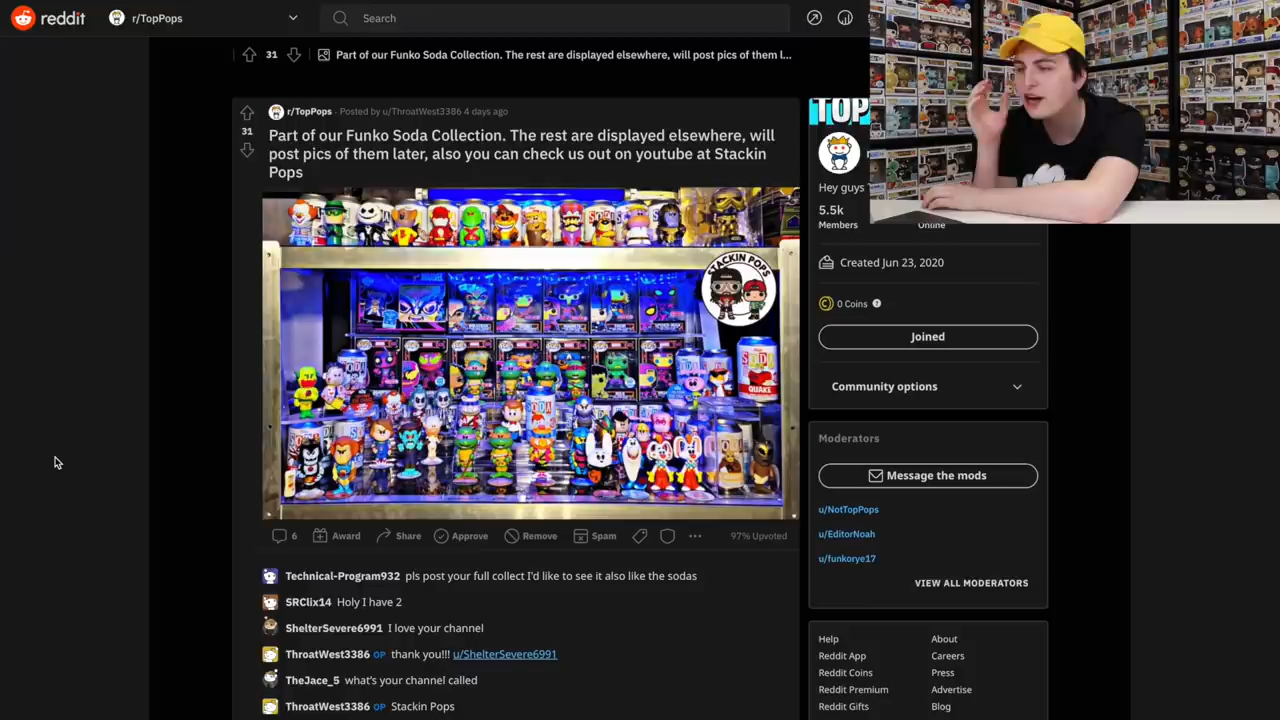 reddit
r/TopPops
Search
31
Part of our Funko Soda Collection. The rest are displayed elsewhere, will post pics of them l...
r/TopPops · Posted by u/ThroatWest3386 4 days ago
31
Part of our Funko Soda Collection. The rest are displayed elsewhere, will
post pics of them later, also you can check us out on youtube at Stackin
Pops
STACKIN POPS
SODA
SODA
QUAKE
6
Award
Share
Approve
Remove
Spam
97% Upvoted
Technical-Program932 pls post your full collect I'd like to see it also like the sodas
SRClix14 Holy I have 2
ShelterSevere6991 I love your channel
ThroatWest3386 OP thank you!!! u/ShelterSevere6991
TheJace_5 what's your channel called
ThroatWest3386 OP Stackin Pops
TOP
Hey guys
5.5k
Members
Online
Created Jun 23, 2020
0 Coins
Joined
Community options
Moderators
Message the mods
u/NotTopPops
u/EditorNoah
u/funkorye17
VIEW ALL MODERATORS
Help
About
Reddit App
Careers
Reddit Coins
Press
Reddit Premium
Advertise
Reddit Gifts
Blog